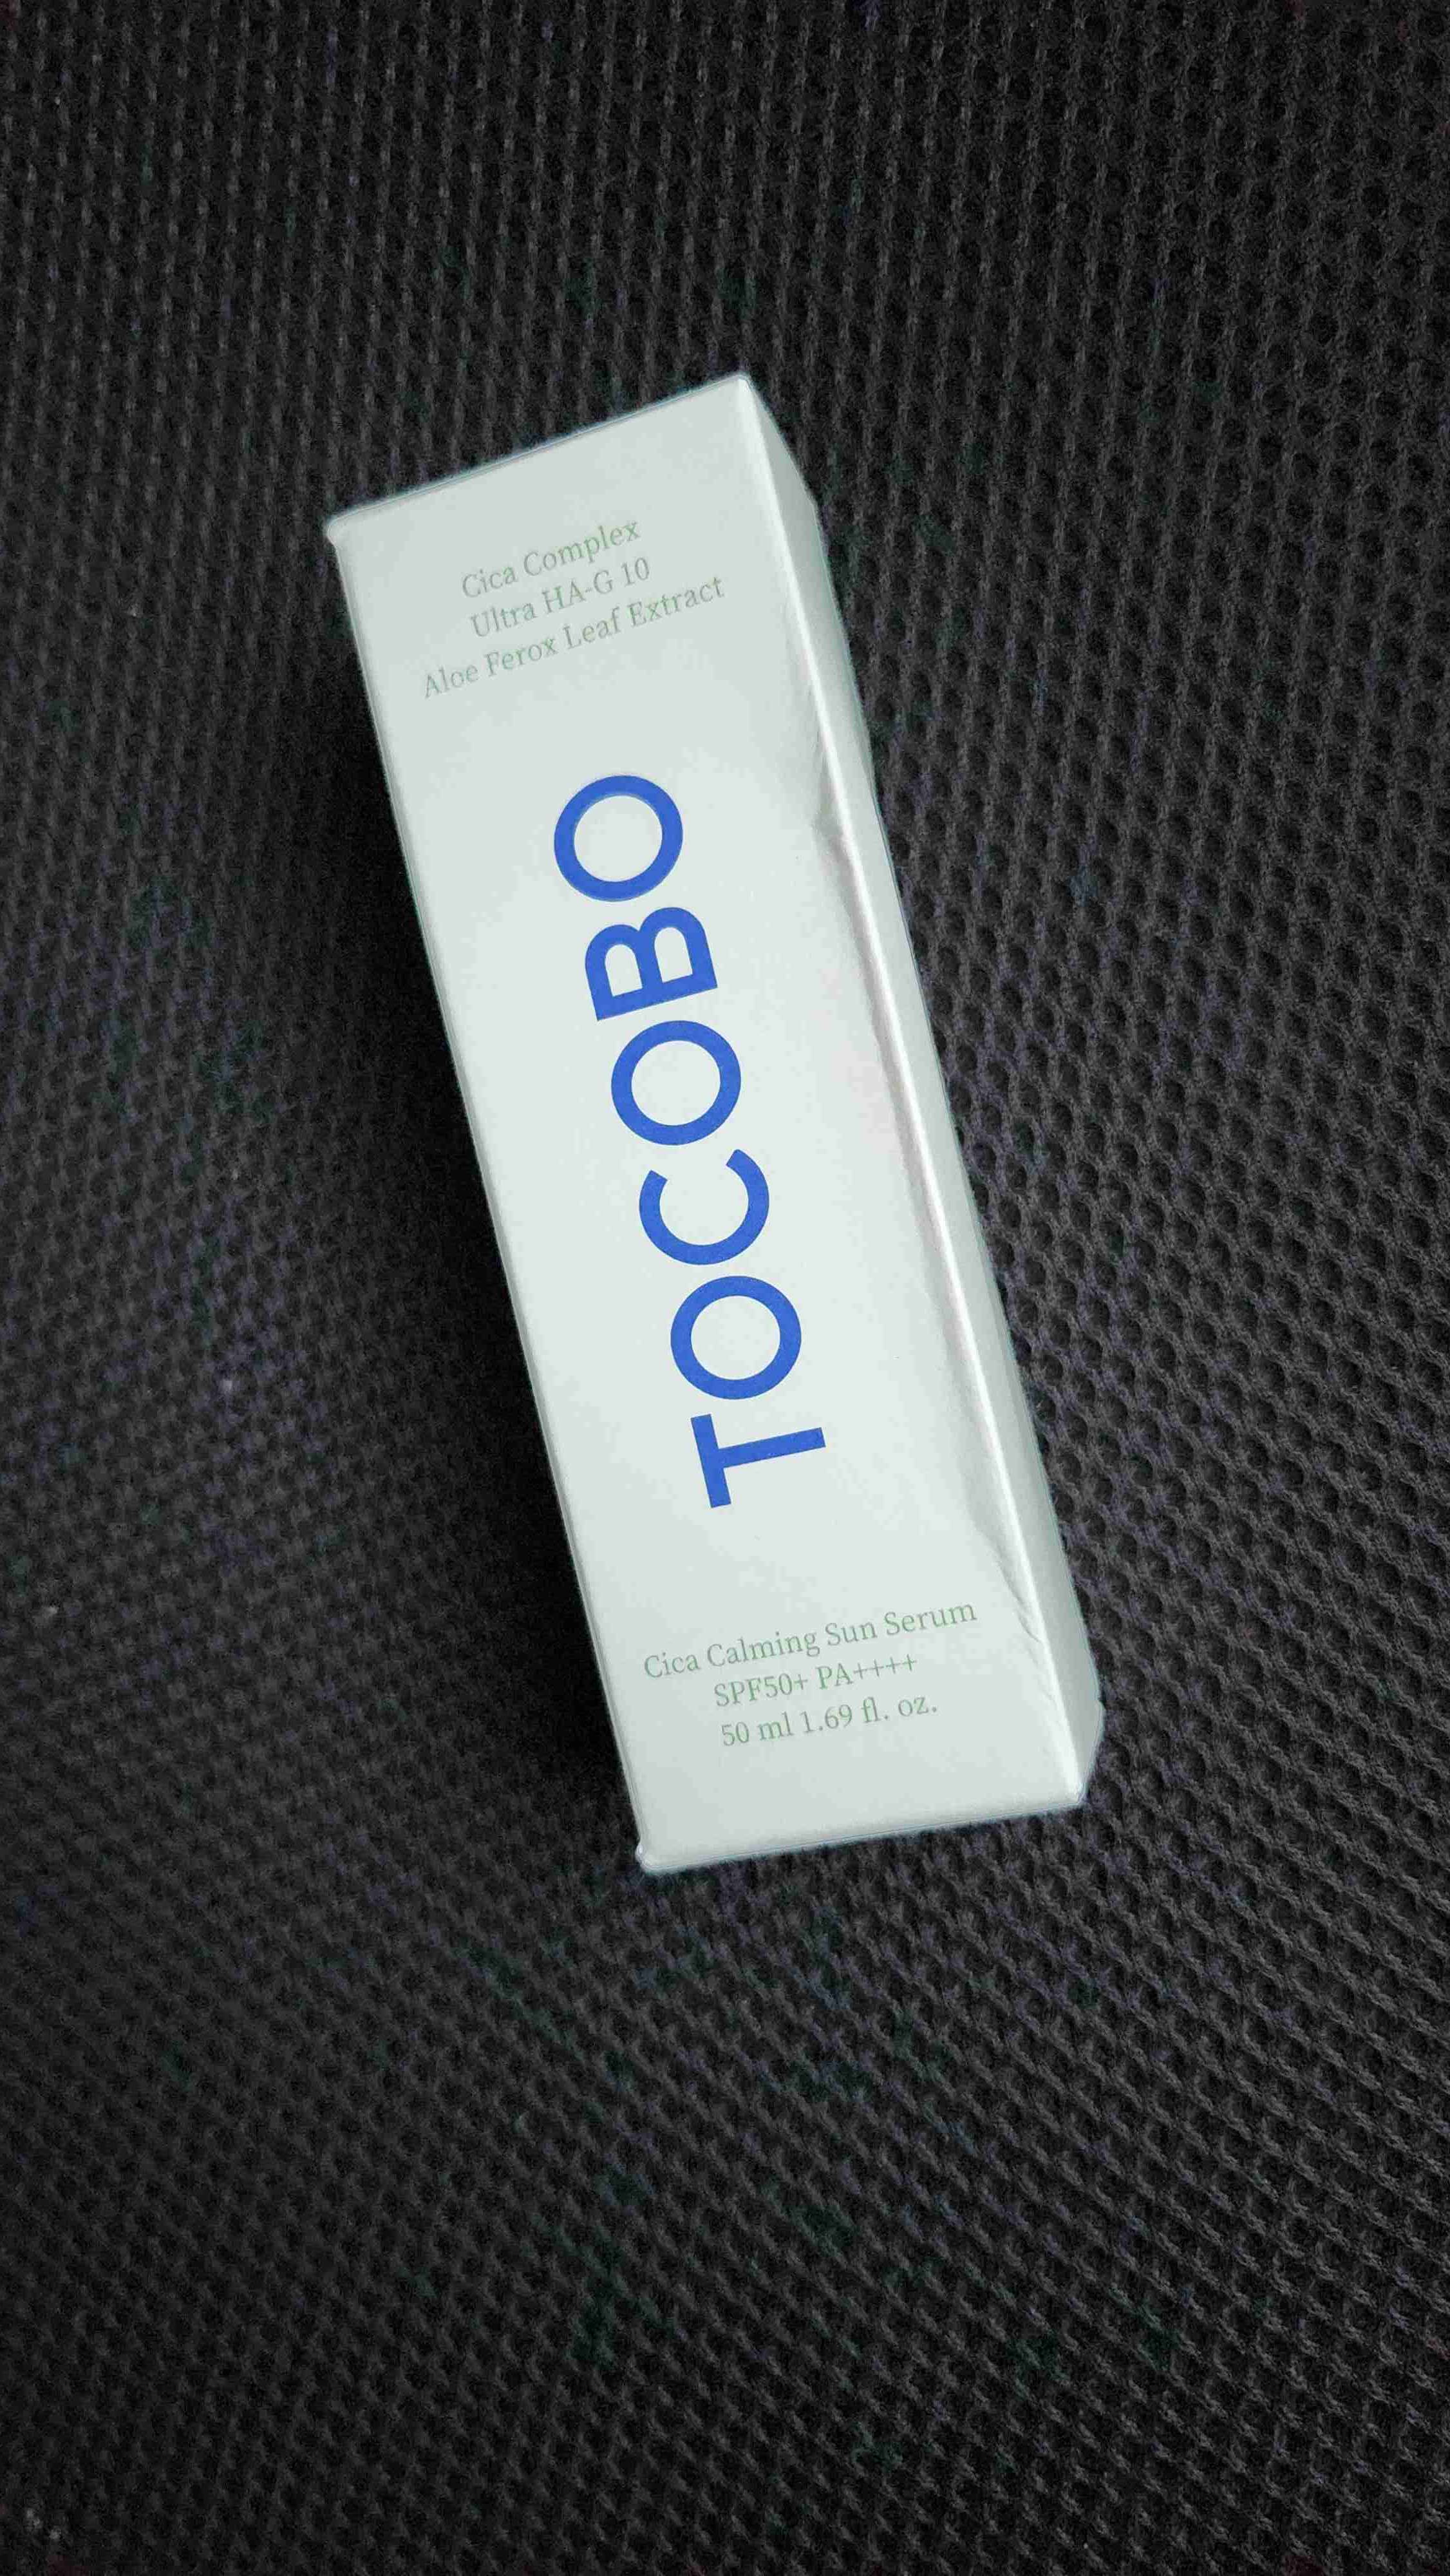 Cica Complex
Ultra HA-G 10
Aloe Ferox Leaf Extract
TOCOBO
Cica Calming Sun Serum
SPF50+ PA++++
50 ml 1.69 fl. oz.